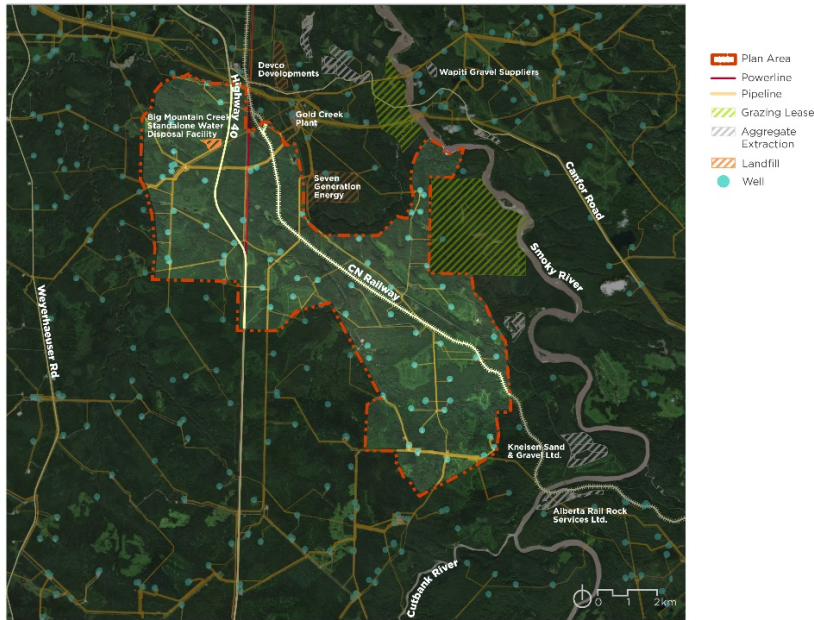 Devco
Developments
Wapiti Gravel Suppliers
Highway 40
Big Mountain Creek
Standalone Water
Disposal Facility
Gold Creek
Plant
Seven
Generation
Energy
Canfor Road
Smoky River
CN Railway
Weyerhaeuser Rd
Kneisen Sand
& Gravel Ltd.
Alberta Rail Rock
Services Ltd.
Cutbank River
0 1 2km
Plan Area
Powerline
Pipeline
Grazing Lease
Aggregate
Extraction
Landfill
Well